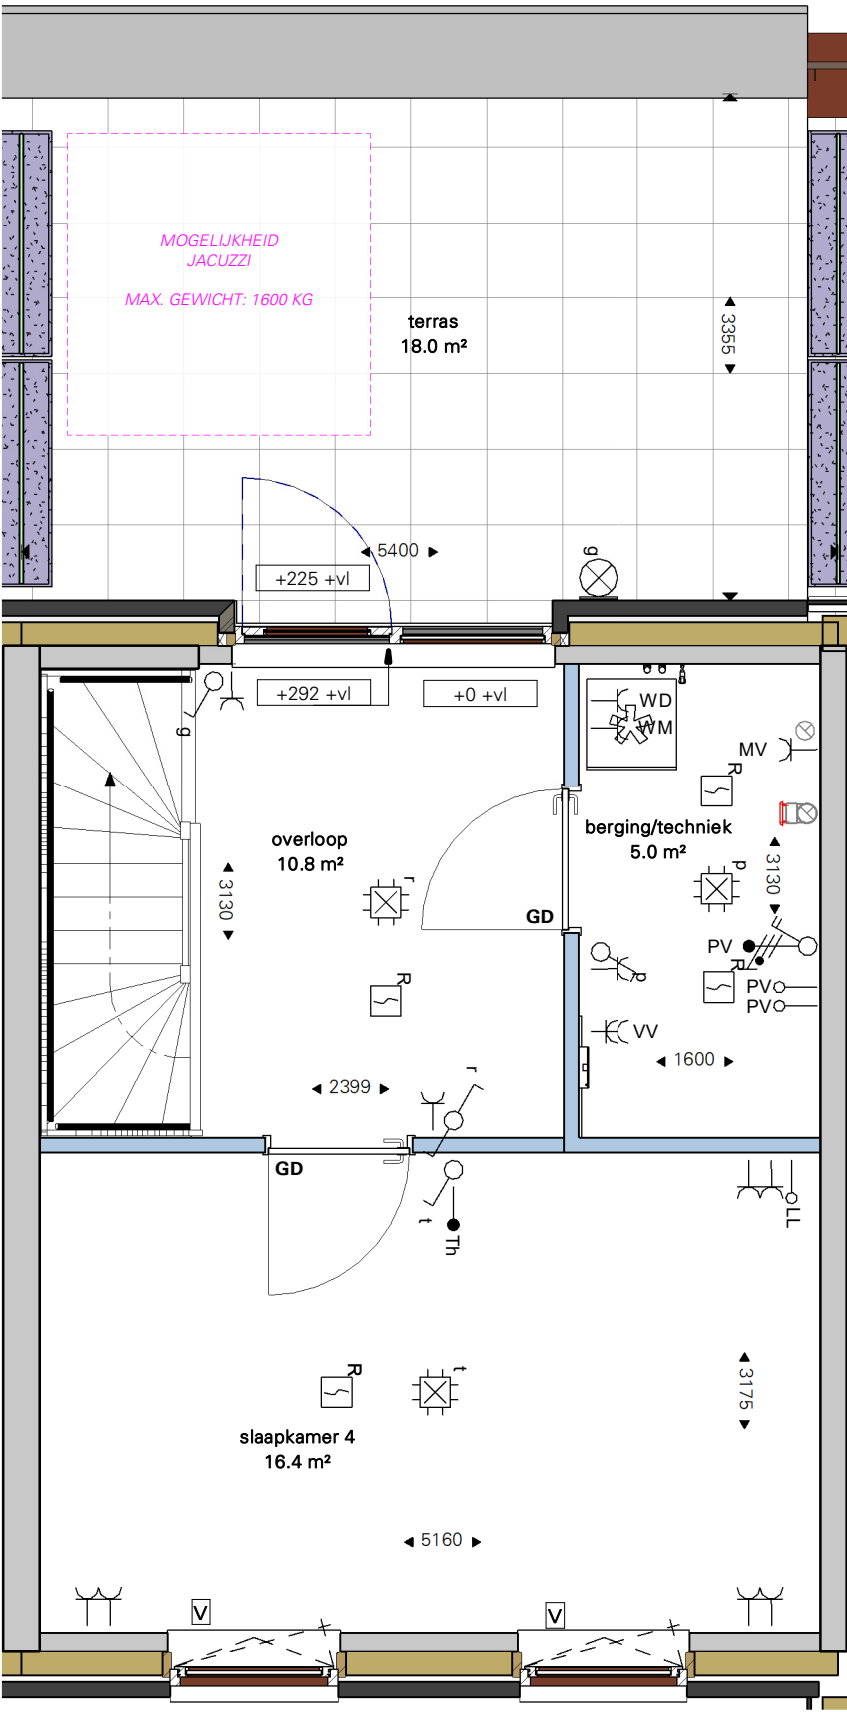 MOGELIJKHEID
JACUZZI
MAX. GEWICHT: 1600 KG
terras
18.0 m²
3355
5400
g
+225 +vl
+292 +vl
+0 +vl
g
WD
WM
MV
R
overloop
10.8 m²
berging/techniek
5.0 m²
3130
r
p
3130
GD
PV
R
R
p
PV
PV
VV
1600
2399
r
GD
t
Th
LL
R
t
3175
slaapkamer 4
16.4 m²
5160
V
V